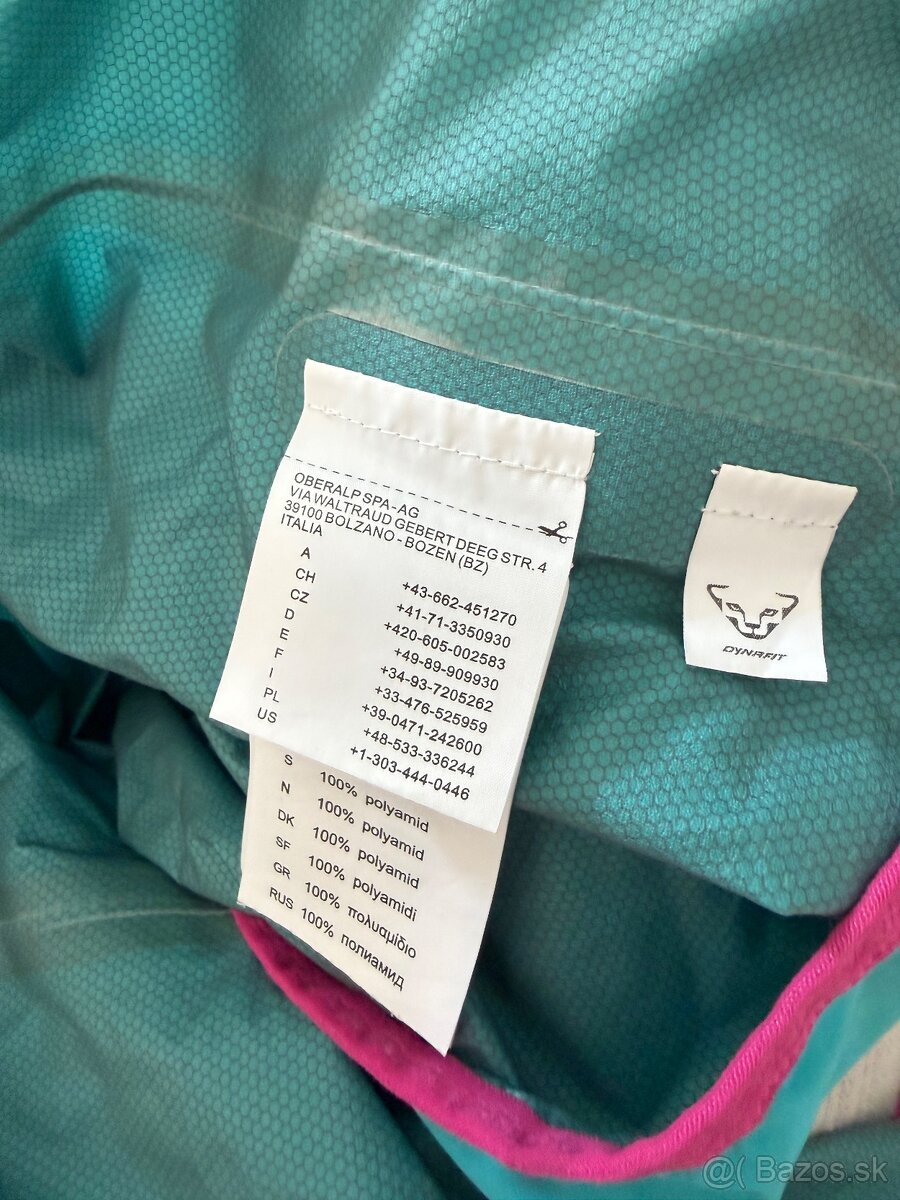 OBERALP SPA-AG
VIA WALTRAUD GEBERT DEEG STR. 4
39100 BOLZANO - BOZEN (BZ)
ITALIA
A +43-662-451270
CH +41-71-3350930
CZ +420-605-002583
D +49-89-909930
E +34-93-7205262
F +33-476-525959
I +39-0471-242600
PL +48-533-336244
US +1-303-444-0446
S 100% polyamid
N 100% polyamid
DK 100% polyamid
SF 100% polyamidi
GR 100% πολυαμίδιο
RUS 100% полиамид
DYNAFIT
@( Bazos.sk